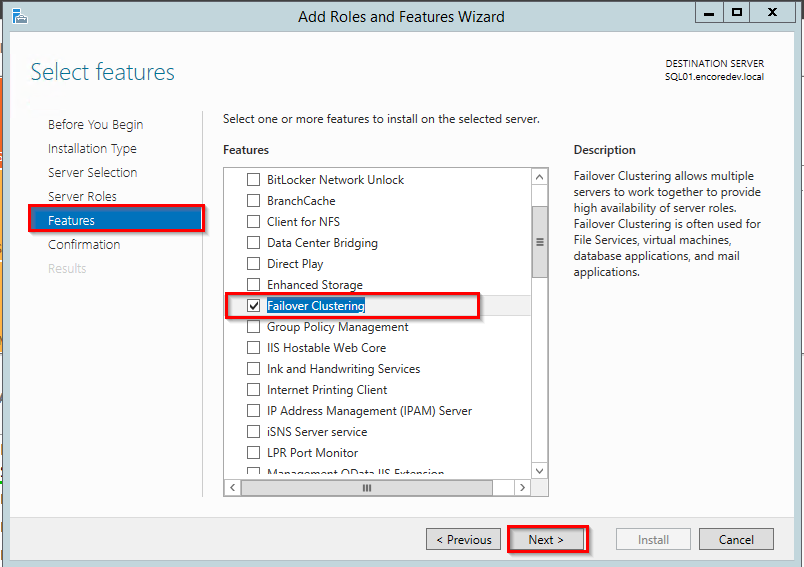 Add Roles and Features Wizard
Select features
DESTINATION SERVER
SQL01.encoredev.local
Before You Begin
Installation Type
Server Selection
Server Roles
Features
Confirmation
Results
Select one or more features to install on the selected server.
Features
BitLocker Network Unlock
BranchCache
Client for NFS
Data Center Bridging
Direct Play
Enhanced Storage
Failover Clustering
Group Policy Management
IIS Hostable Web Core
Ink and Handwriting Services
Internet Printing Client
IP Address Management (IPAM) Server
iSNS Server service
LPR Port Monitor
Management OData IIS Extension
Description
Failover Clustering allows multiple
servers to work together to provide
high availability of server roles.
Failover Clustering is often used for
File Services, virtual machines,
database applications, and mail
applications.
< Previous
Next >
Install
Cancel